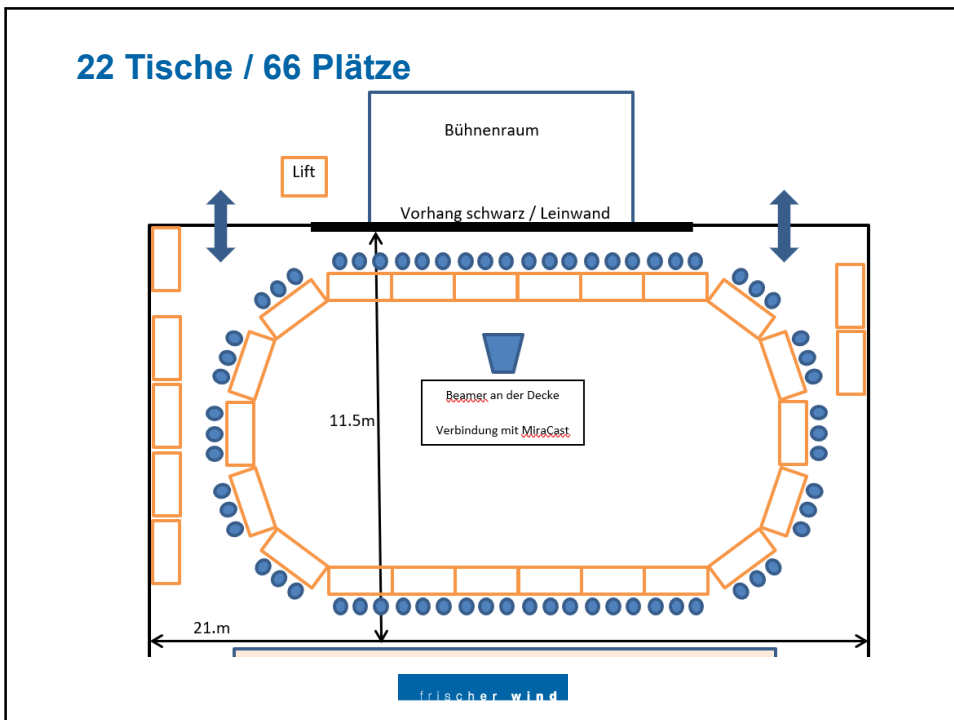 22 Tische / 66 Plätze
Bühnenraum
Lift
Vorhang schwarz / Leinwand
Beamer an der Decke
11.5m
Verbindung mit MiraCast
21.m
frischer wind